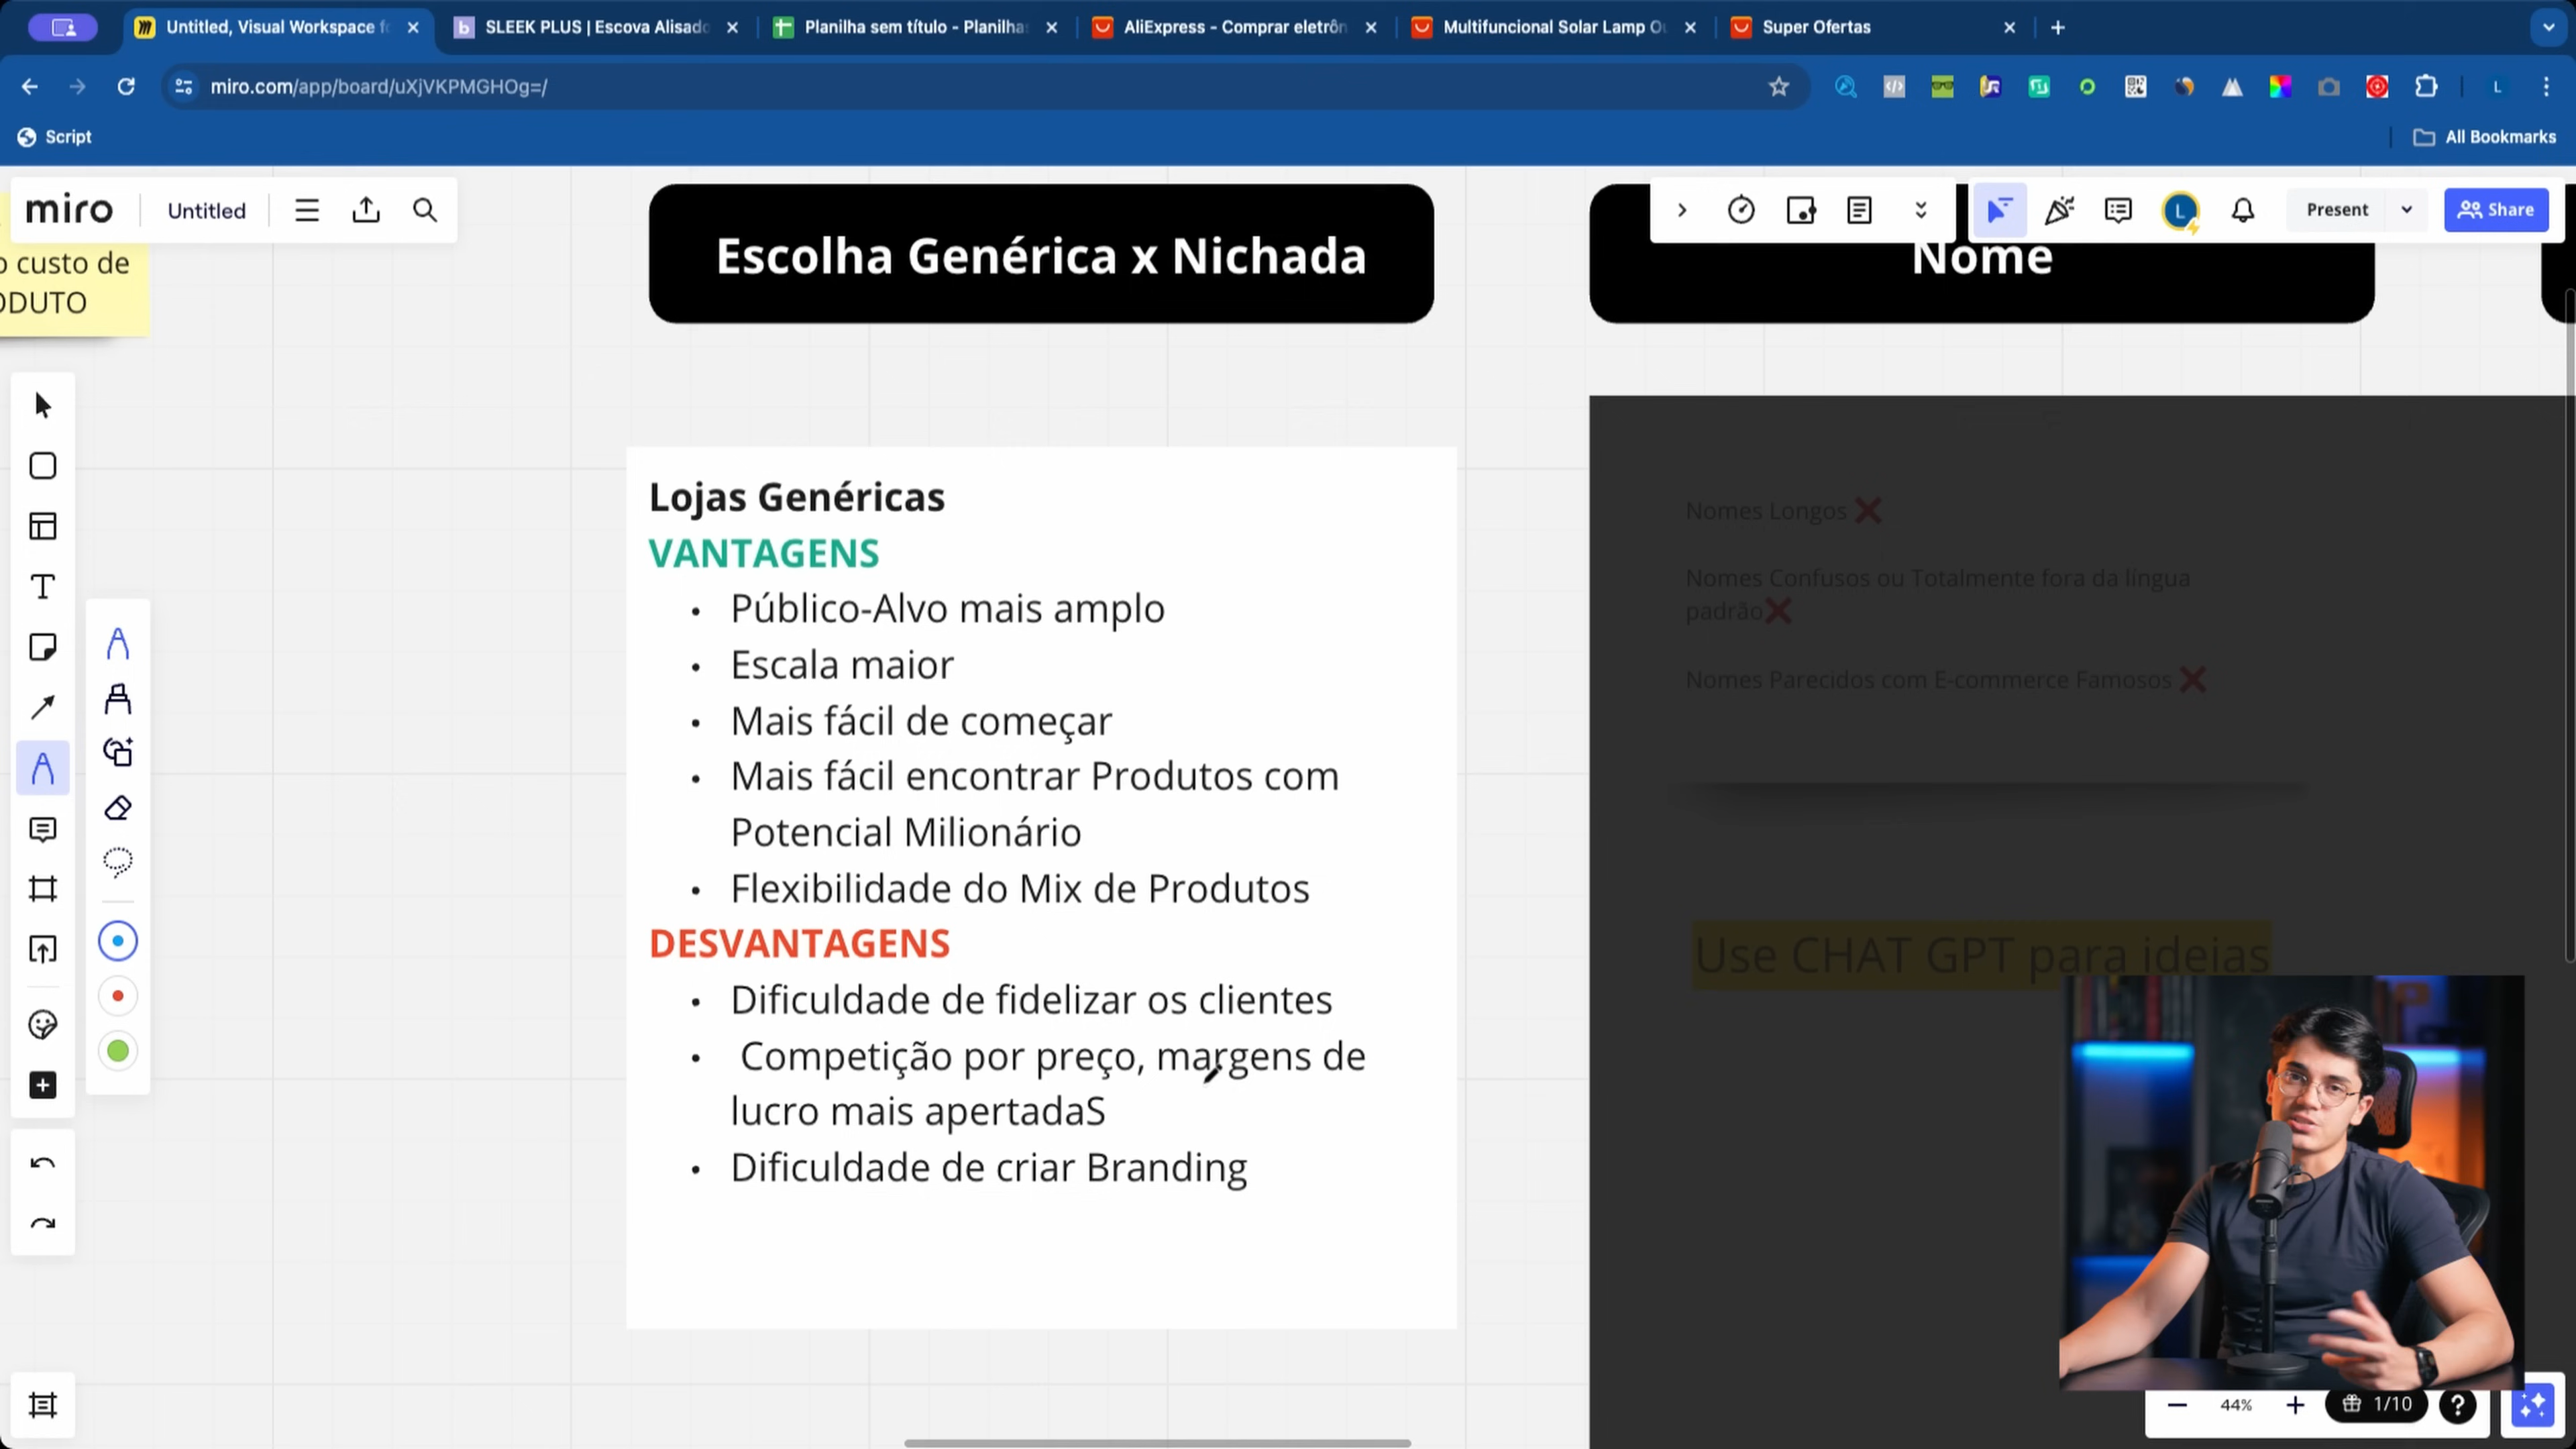 Untitled, Visual Workspace f
SLEEK PLUS | Escova Alisado
Planilha sem título - Planilhas
AliExpress - Comprar eletrôn
Multifuncional Solar Lamp Ou
Super Ofertas
miro.com/app/board/uXjVKPMGHOg=/
L
Script
All Bookmarks
miro
Untitled
L
Present
Share
o custo de
ODUTO
Escolha Genérica x Nichada
Nome
Lojas Genéricas
VANTAGENS
• Público-Alvo mais amplo
• Escala maior
• Mais fácil de começar
• Mais fácil encontrar Produtos com
Potencial Milionário
• Flexibilidade do Mix de Produtos
DESVANTAGENS
• Dificuldade de fidelizar os clientes
• Competição por preço, margens de
lucro mais apertadaS
• Dificuldade de criar Branding
Nomes Longos ❌
Nomes Confusos ou Totalmente fora da língua
padrão❌
Nomes Parecidos com E-commerce Famosos ❌
Use CHAT GPT para ideias
44%
1/10